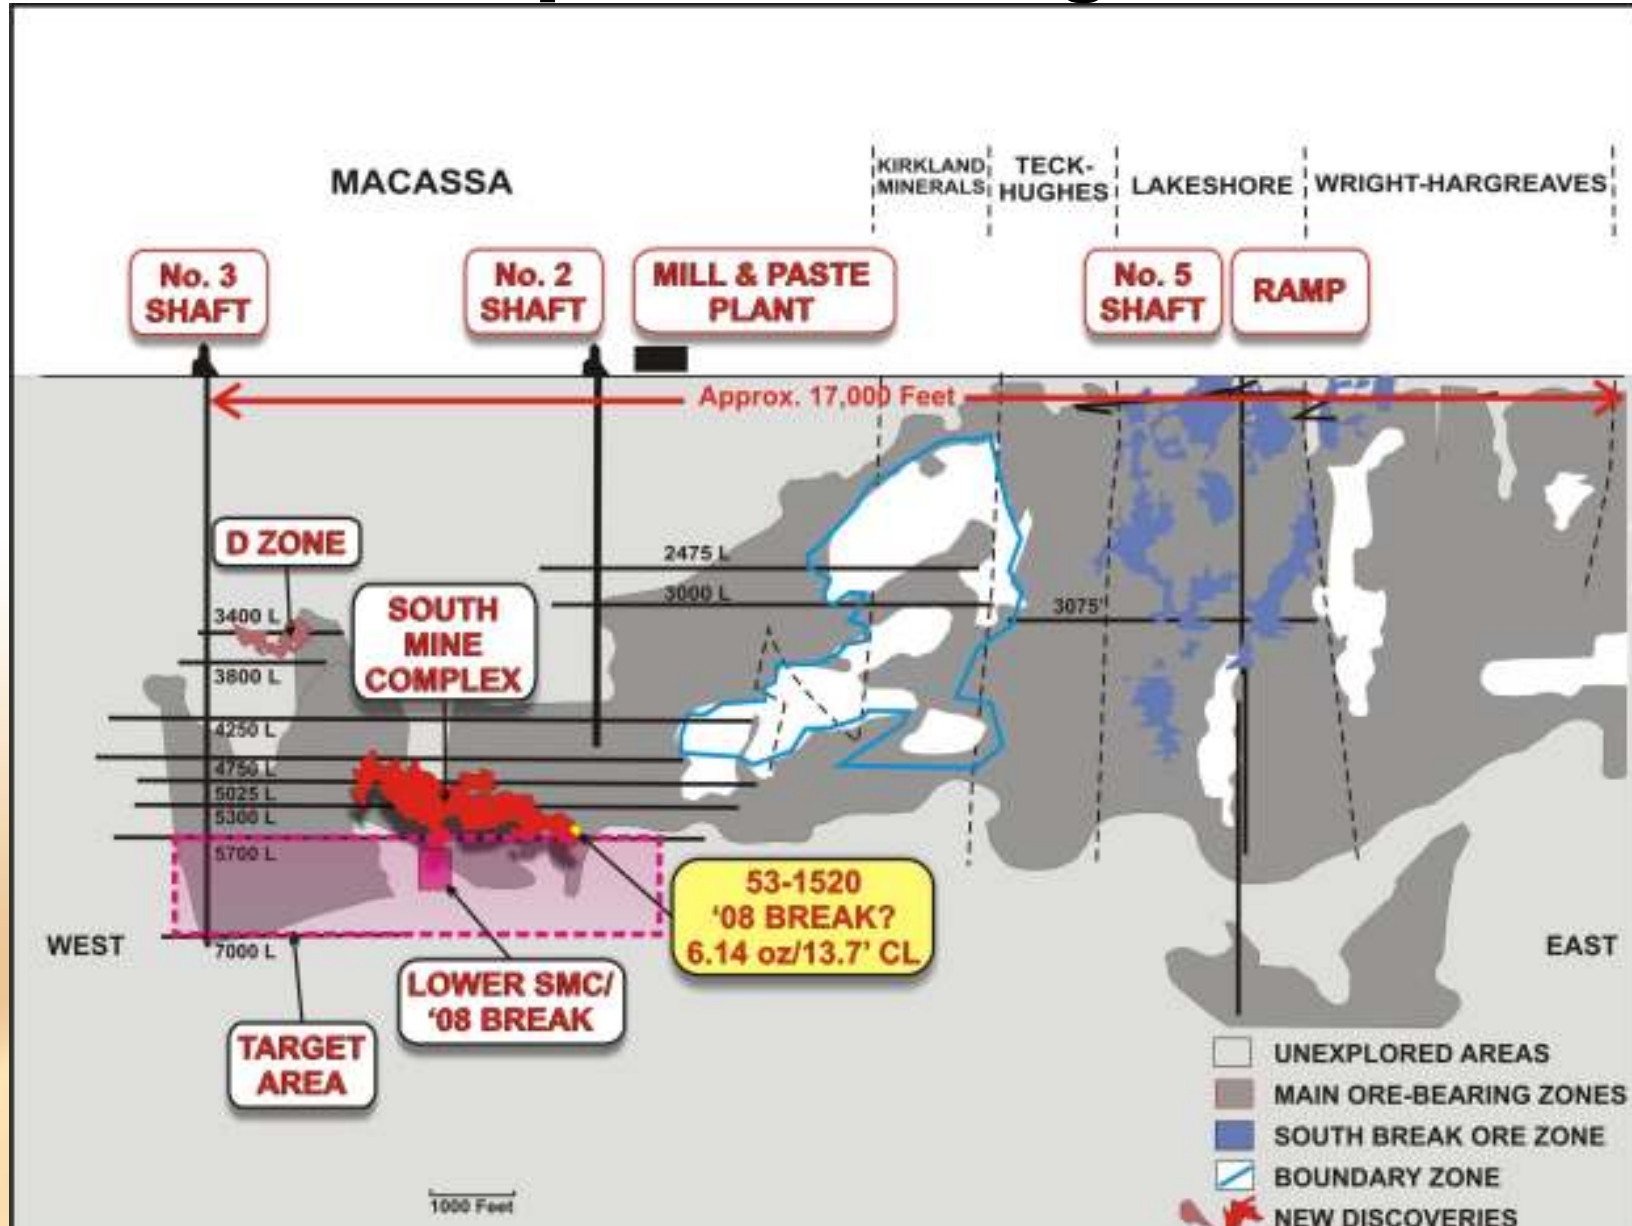 MACASSA
KIRKLAND
MINERALS
TECK-
HUGHES
LAKESHORE
WRIGHT-HARGREAVES
No. 3
SHAFT
No. 2
SHAFT
MILL & PASTE
PLANT
No. 5
SHAFT
RAMP
Approx. 17,000 Feet
D ZONE
2475 L
3000 L
3075'
SOUTH
MINE
COMPLEX
3400 L
3800 L
4250 L
4750 L
5025 L
5300 L
5700 L
7000 L
53-1520
‘08 BREAK?
6.14 oz/13.7’ CL
WEST
EAST
LOWER SMC/
‘08 BREAK
TARGET
AREA
UNEXPLORED AREAS
MAIN ORE-BEARING ZONES
SOUTH BREAK ORE ZONE
BOUNDARY ZONE
NEW DISCOVERIES
1000 Feet